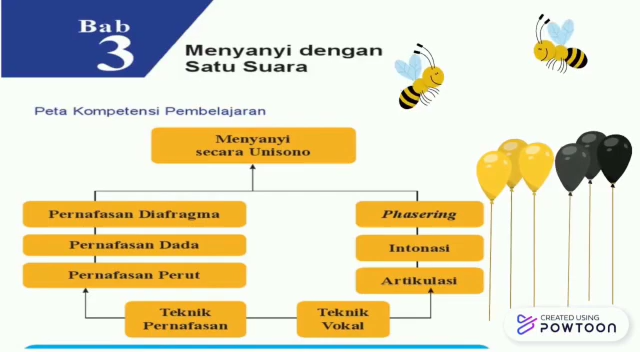 Bab
3
Menyanyi dengan
Satu Suara
Peta Kompetensi Pembelajaran
Menyanyi
secara Unisono
Pernafasan Diafragma
Phasering
Pernafasan Dada
Intonasi
Pernafasan Perut
Artikulasi
Teknik
Pernafasan
Teknik
Vokal
CREATED USING
POWTOON